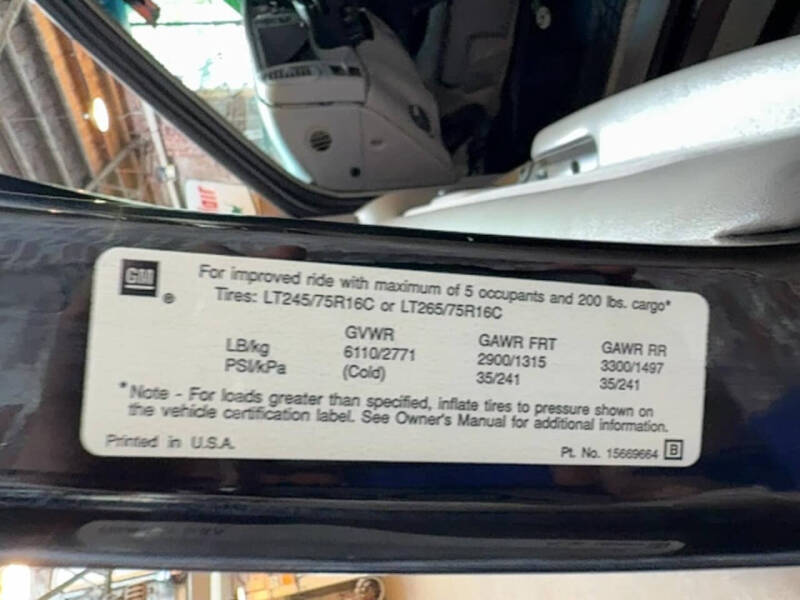 GM
®
For improved ride with maximum of 5 occupants and 200 lbs. cargo*
Tires: LT245/75R16C or LT265/75R16C
GVWR GAWR FRT GAWR RR
LB/kg 6110/2771 2900/1315 3300/1497
PSI/kPa (Cold) 35/241 35/241
*Note - For loads greater than specified, inflate tires to pressure shown on
the vehicle certification label. See Owner's Manual for additional information.
Printed in U.S.A. Pt. No. 15669664 B